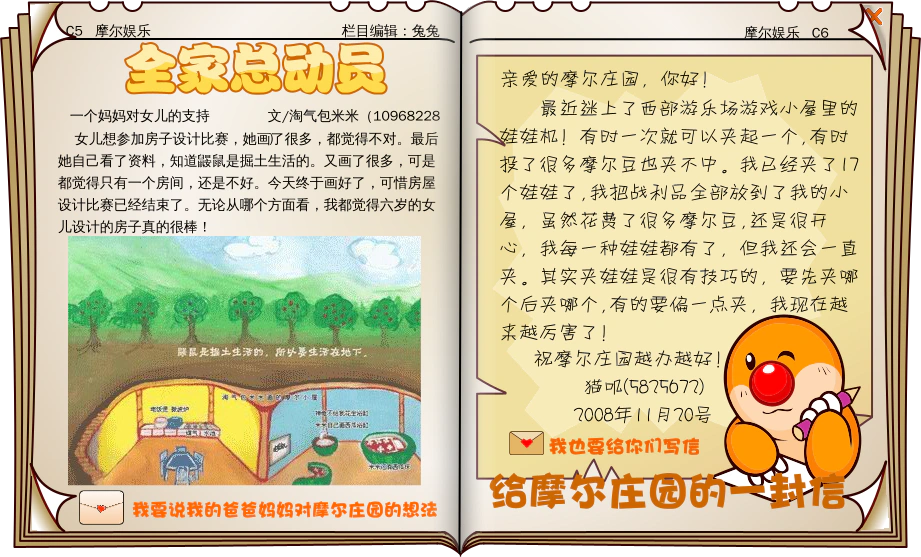 C5 摩尔娱乐
栏目编辑：兔兔
全家总动员
一个妈妈对女儿的支持
文/淘气包米米（10968228
女儿想参加房子设计比赛，她画了很多，都觉得不对。最后
她自己看了资料，知道鼹鼠是掘土生活的。又画了很多，可是
都觉得只有一个房间，还是不好。今天终于画好了，可惜房屋
设计比赛已经结束了。无论从哪个方面看，我都觉得六岁的女
儿设计的房子真的很棒！
鼹鼠是掘土生活的，所以要生活在地下。
淘气包米米画的摩尔小屋
我要说我的爸爸妈妈对摩尔庄园的想法
摩尔娱乐 C6
亲爱的摩尔庄园，你好！
最近迷上了西部游乐场游戏小屋里的
娃娃机！有时一次就可以夹起一个，有时
投了很多摩尔豆也夹不中。我已经夹了17
个娃娃了，我把战利品全部放到了我的小
屋，虽然花费了很多摩尔豆，还是很开
心，我每一种娃娃都有了，但我还会一直
夹。其实夹娃娃是很有技巧的，要先夹哪
个后夹哪个，有的要偏一点夹，我现在越
来越厉害了！
祝摩尔庄园越办越好！
猫呱(5825672)
2008年11月20号
我也要给你们写信
给摩尔庄园的一封信